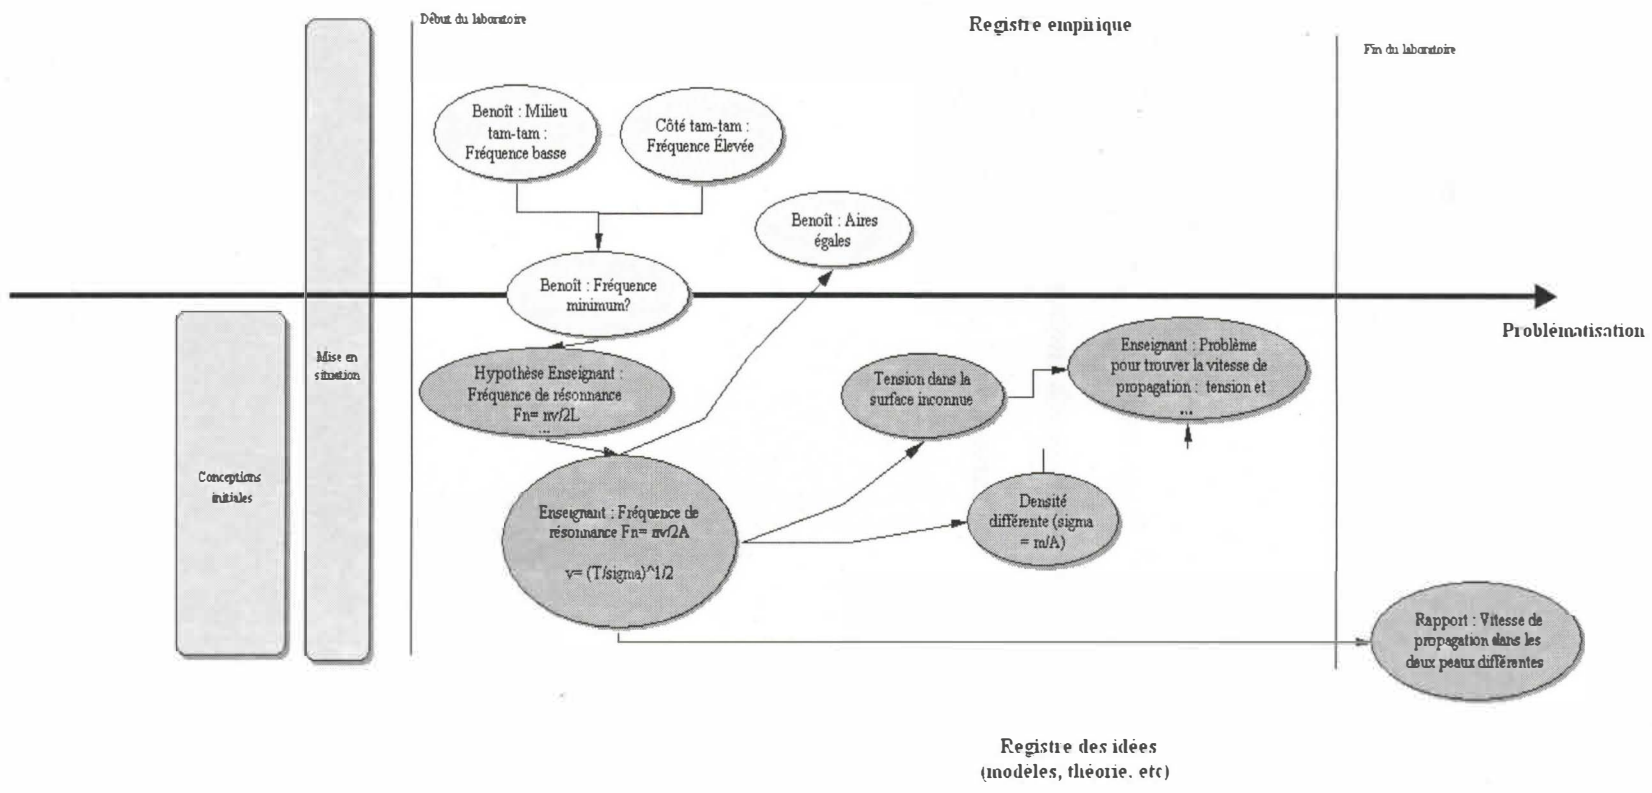 Début du laboratoire
Registre empirique
Fin du laboratoire
Benoît : Milieu
tam-tam :
Fréquence basse
Côté tam-tam :
Fréquence Élevée
Benoît : Aires
égales
Benoît : Fréquence
minimum?
Problématisation
Mise en
situation
Hypothèse Enseignant :
Fréquence de résonnance
Fn= nv/2L
...
Tension dans la
surface inconnue
Enseignant : Problème
pour trouver la vitesse de
propagation : tension et
...
Conceptions
initiales
Enseignant : Fréquence de
résonnance Fn= nv/2A
v= (T/sigma)^1/2
Densité
différente (sigma
= m/A)
Rapport : Vitesse de
propagation dans les
deux peaux différentes
Registre des idées
(modèles, théorie. etc)